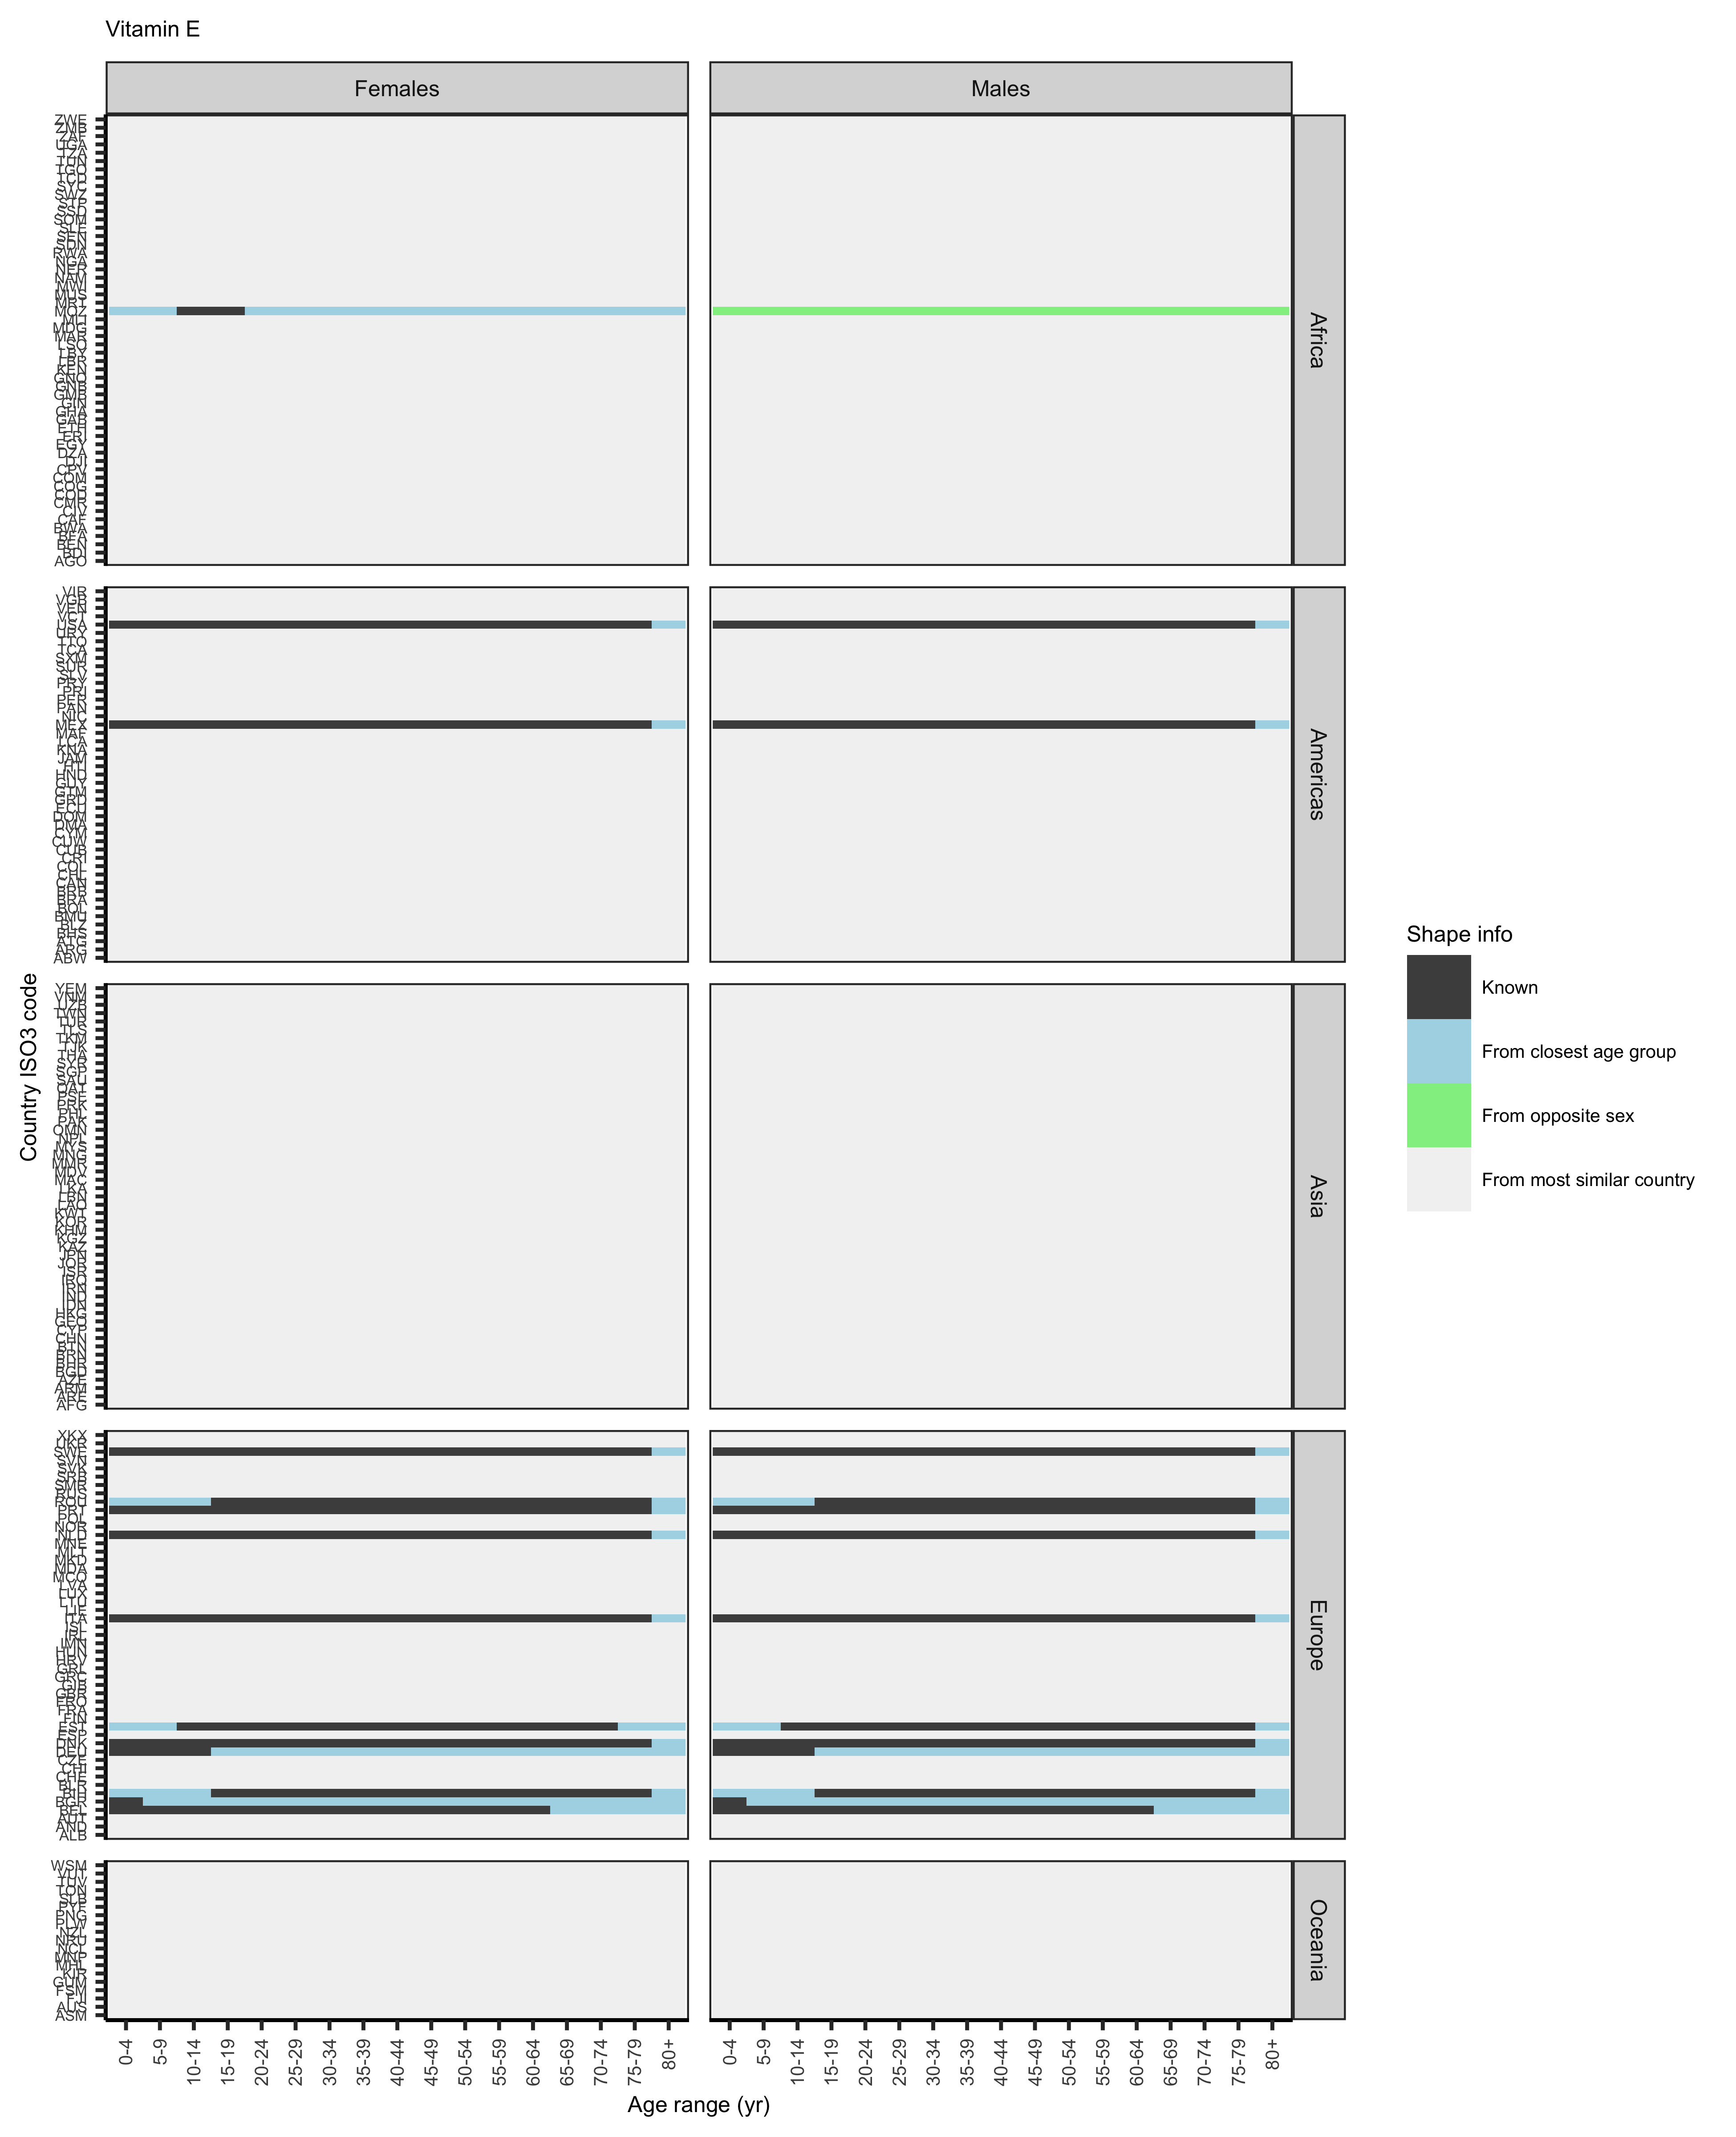 Vitamin E
Females
Males
ZWE
ZMB
ZAF
UGA
TZA
TUN
TGO
TCD
SYC
SWZ
STP
SSD
SOM
SLE
SEN
SDN
RWA
NGA
NER
NAM
MWI
MUS
MRT
MOZ
MLI
MDG
MAR
LSO
LBY
LBR
KEN
GNQ
GNB
GMB
GIN
GHA
GAB
ETH
ERI
EGY
DZA
DJI
CPV
COM
COG
COD
CMR
CIV
CAF
BWA
BFA
BEN
BDI
AGO
Africa
VIR
VGB
VEN
VCT
USA
URY
TTO
TCA
SXM
SUR
SLV
PRY
PRI
PER
PAN
NIC
MEX
MAF
LCA
KNA
JAM
HTI
HND
GUY
GTM
GRD
ECU
DOM
DMA
CYM
CUW
CUB
CRI
COL
CHL
CAN
BRB
BRA
BOL
BMU
BLZ
BHS
ATG
ARG
ABW
Americas
YEM
VNM
UZB
TWN
TUR
TLS
TKM
TJK
THA
SYR
SGP
SAU
QAT
PSE
PRK
PHL
PAK
OMN
NPL
MYS
MNG
MMR
MDV
MAC
LKA
LBN
LAO
KWT
KOR
KHM
KGZ
KAZ
JPN
JOR
ISR
IRQ
IRN
IND
IDN
HKG
GEO
CYP
CHN
BTN
BRN
BHR
BGD
AZE
ARM
ARE
AFG
Asia
XKX
UKR
SWE
SVN
SVK
SRB
SMR
RUS
ROU
PRT
POL
NOR
NLD
MNE
MLT
MKD
MDA
MCO
LVA
LUX
LTU
LIE
ITA
ISL
IRL
IMN
HUN
HRV
GRL
GRC
GIB
GBR
FRO
FRA
FIN
EST
ESP
DNK
DEU
CZE
CHI
CHE
BLR
BIH
BGR
BEL
AUT
AND
ALB
Europe
WSM
VUT
TUV
TON
SLB
PYF
PNG
PLW
NZL
NRU
NCL
MNP
MHL
KIR
GUM
FSM
FJI
AUS
ASM
Oceania
Country ISO3 code
0-4 5-9 10-14 15-19 20-24 25-29 30-34 35-39 40-44 45-49 50-54 55-59 60-64 65-69 70-74 75-79 80+
0-4 5-9 10-14 15-19 20-24 25-29 30-34 35-39 40-44 45-49 50-54 55-59 60-64 65-69 70-74 75-79 80+
Age range (yr)
Shape info
Known
From closest age group
From opposite sex
From most similar country